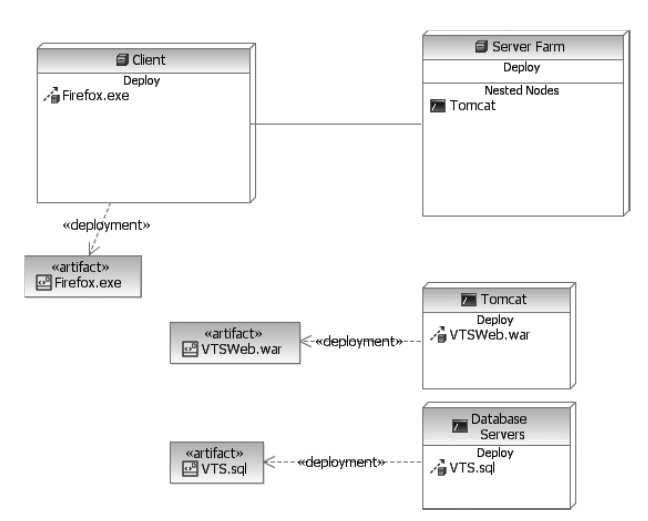 Client
Deploy
Firefox.exe
Server Farm
Deploy
Nested Nodes
Tomcat
«deployment»
«artifact»
Firefox.exe
Tomcat
Deploy
VTSWeb.war
«artifact»
VTSWeb.war
«deployment»
Database
Servers
Deploy
VTS.sql
«artifact»
VTS.sql
«deployment»